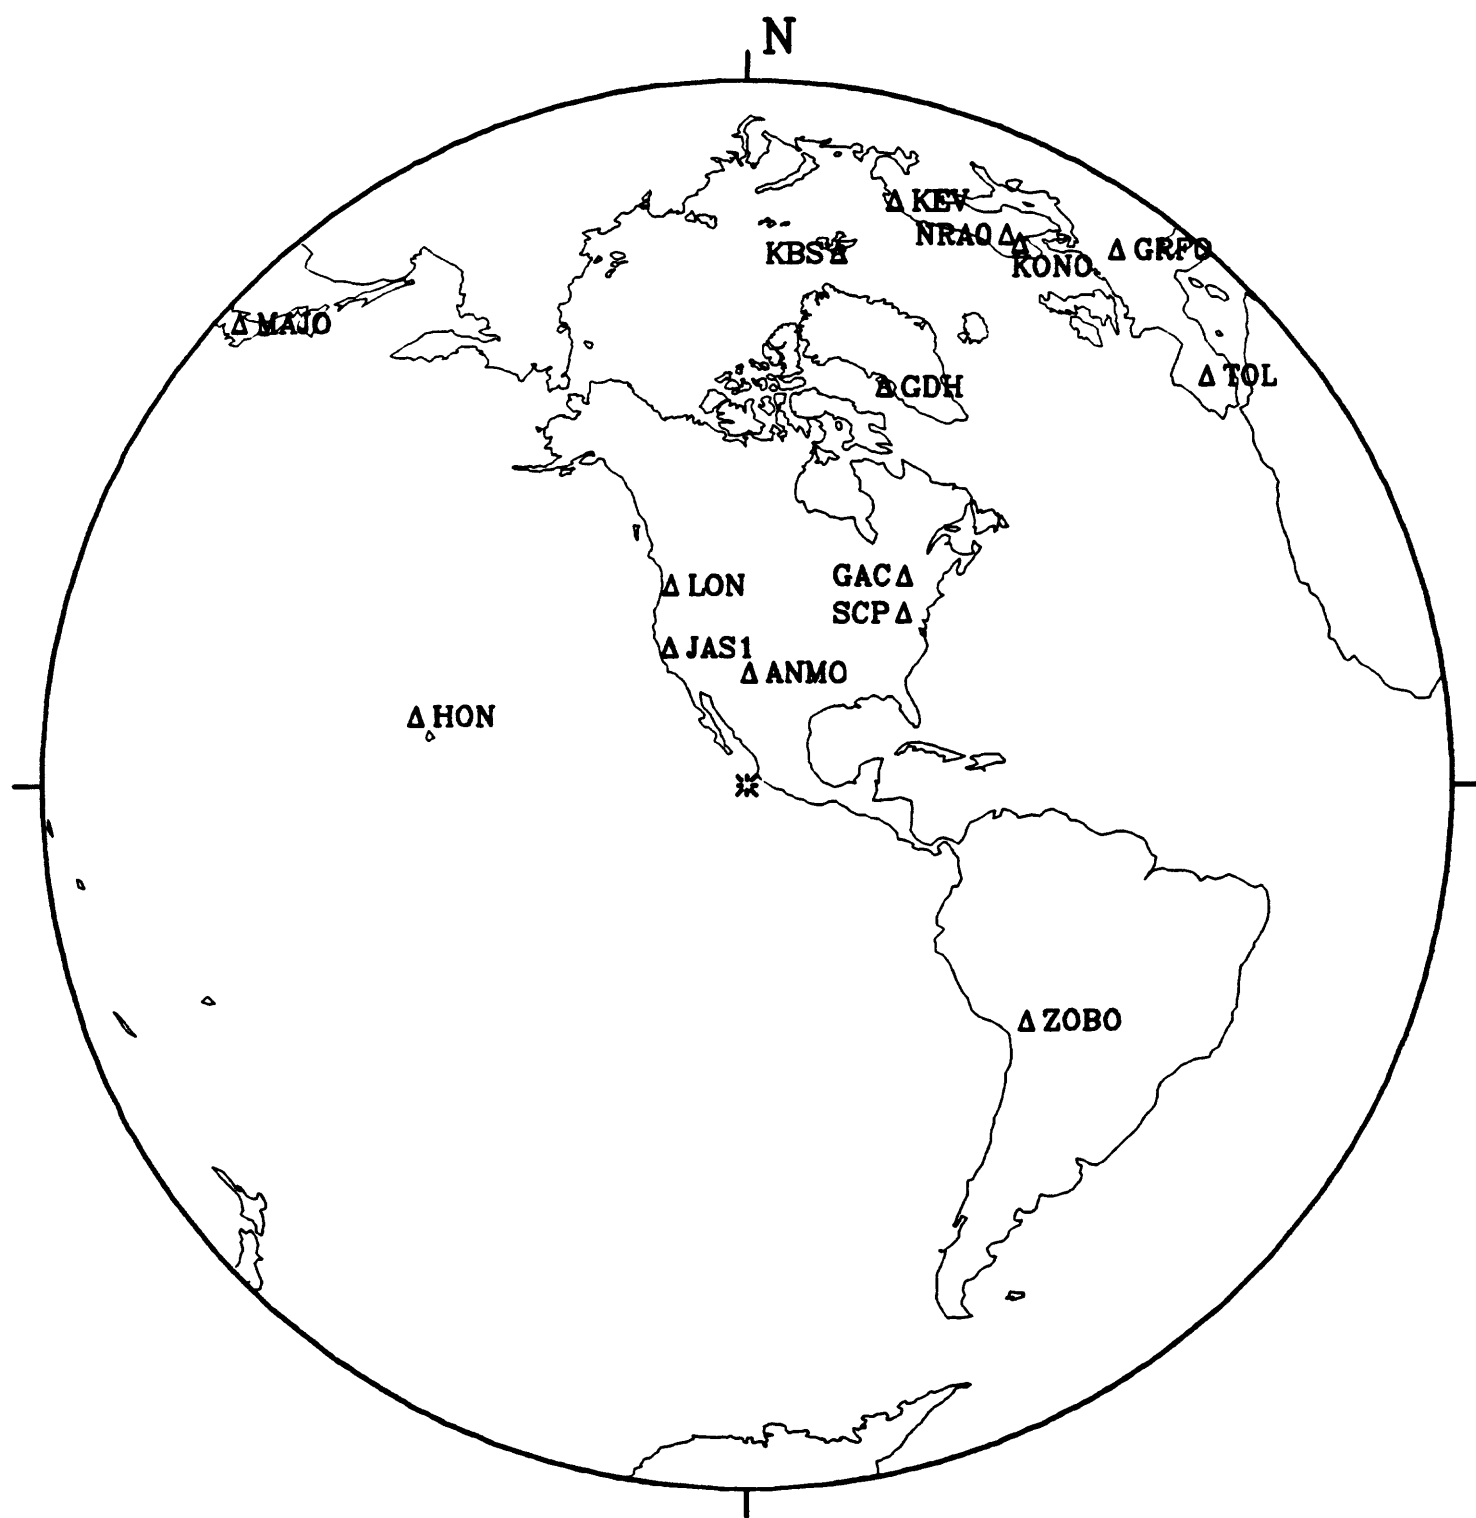 N
KEV
NRAO
KBS
KONO
GRFO
MAJO
TOL
GDH
GAC
LON
SCP
JAS1
ANMO
HON
ZOBO